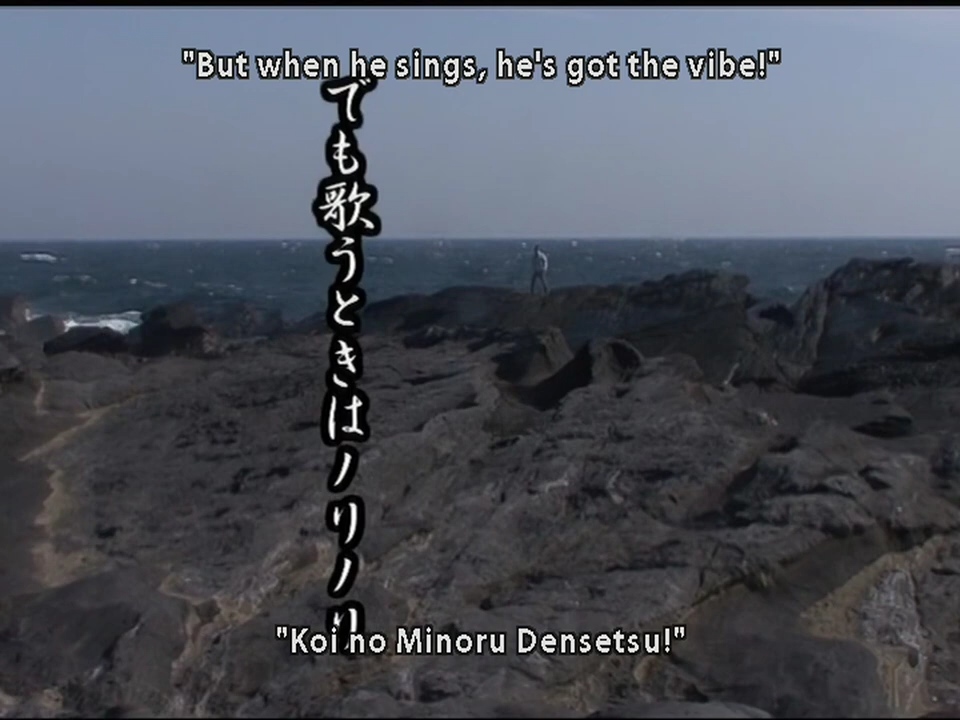 "But when he sings, he's got the vibe!"
でも歌うときはノリノリ
"Koi no Minoru Densetsu!"